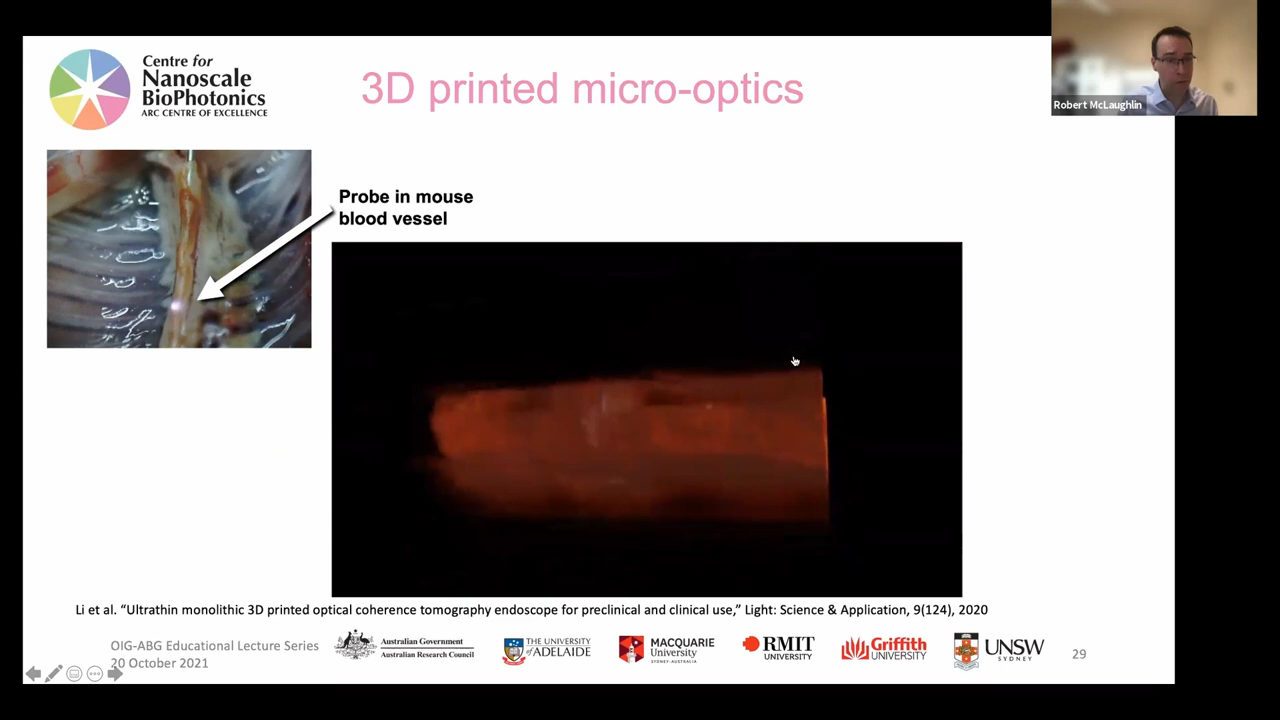 Centre for
Nanoscale
BioPhotonics
ARC CENTRE OF EXCELLENCE
3D printed micro-optics
Robert McLaughlin
Probe in mouse
blood vessel
Li et al. “Ultrathin monolithic 3D printed optical coherence tomography endoscope for preclinical and clinical use,” Light: Science & Application, 9(124), 2020
OIG-ABG Educational Lecture Series
20 October 2021
Australian Government
Australian Research Council
THE UNIVERSITY
of ADELAIDE
MACQUARIE
University
SYDNEY·AUSTRALIA
RMIT
UNIVERSITY
Griffith
UNIVERSITY
UNSW
SYDNEY
29